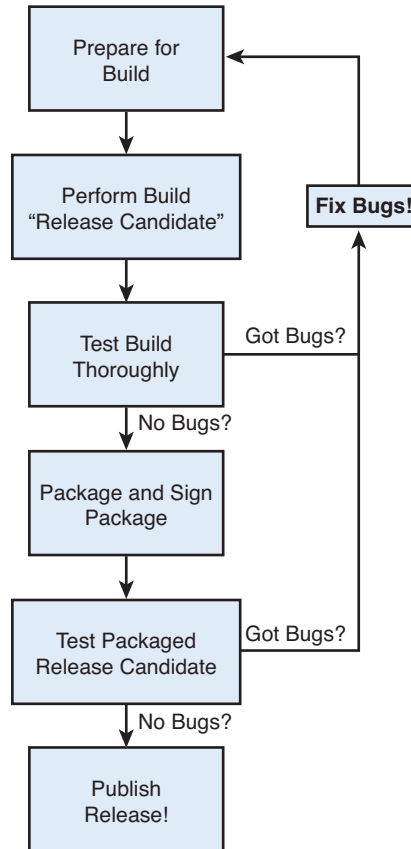 Prepare for
Build
Perform Build
“Release Candidate”
Fix Bugs!
Test Build
Thoroughly
Got Bugs?
No Bugs?
Package and Sign
Package
Test Packaged
Release Candidate
Got Bugs?
No Bugs?
Publish
Release!